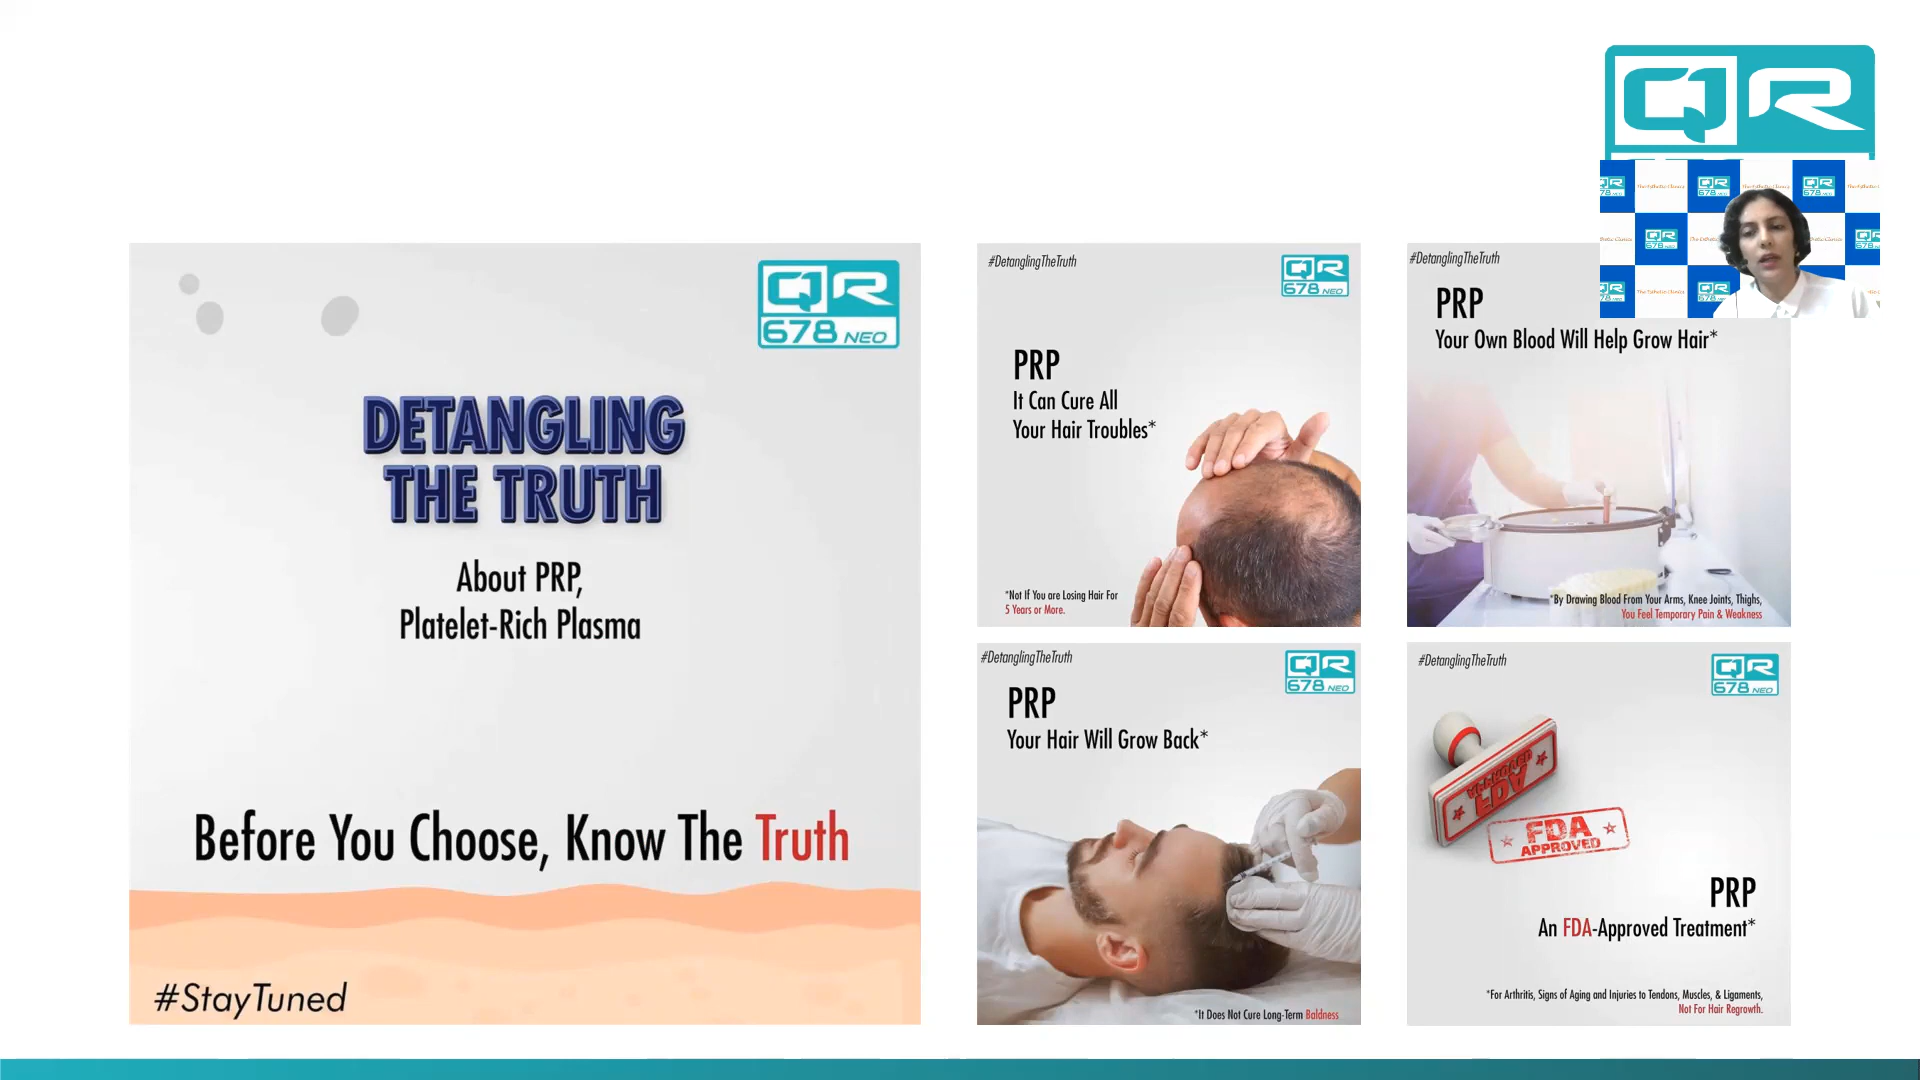 QR
QR
678 NEO
DETANGLING
THE TRUTH
About PRP,
Platelet-Rich Plasma
Before You Choose, Know The Truth
#StayTuned
#DetanglingTheTruth
QR
678 NEO
PRP
It Can Cure All
Your Hair Troubles*
*Not If You are Losing Hair For
5 Years or More.
#DetanglingTheTruth
PRP
Your Own Blood Will Help Grow Hair*
*By Drawing Blood From Your Arms, Knee Joints, Thighs,
You Feel Temporary Pain & Weakness
#DetanglingTheTruth
QR
678 NEO
PRP
Your Hair Will Grow Back*
*It Does Not Cure Long-Term Baldness
#DetanglingTheTruth
QR
678 NEO
FDA
APPROVED
PRP
An FDA-Approved Treatment*
*For Arthritis, Signs of Aging and Injuries to Tendons, Muscles, & Ligaments,
Not For Hair Regrowth.